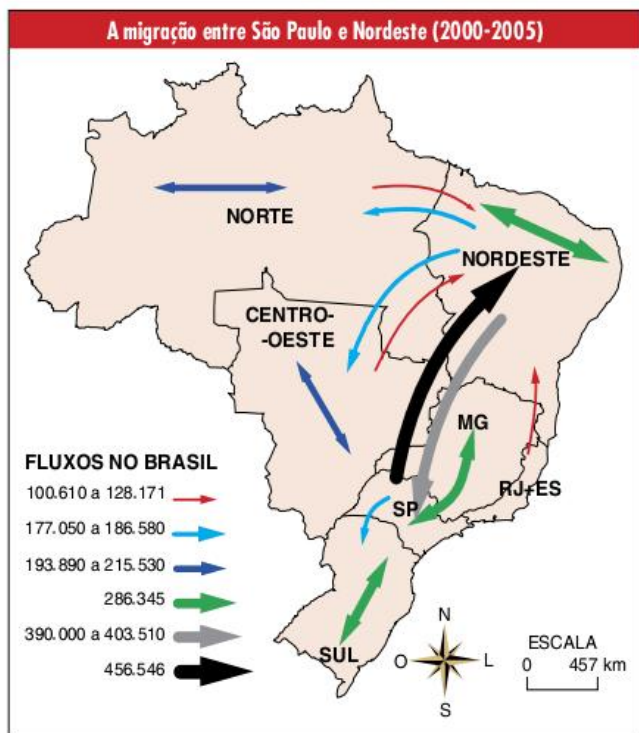 A migração entre São Paulo e Nordeste (2000-2005)
NORTE
NORDESTE
CENTRO-
-OESTE
MG
FLUXOS NO BRASIL
100.610 a 128.171
177.050 a 186.580
193.890 a 215.530
286.345
390.000 a 403.510
456.546
RJ+ES
SP
SUL
N
O
L
S
ESCALA
0 457 km